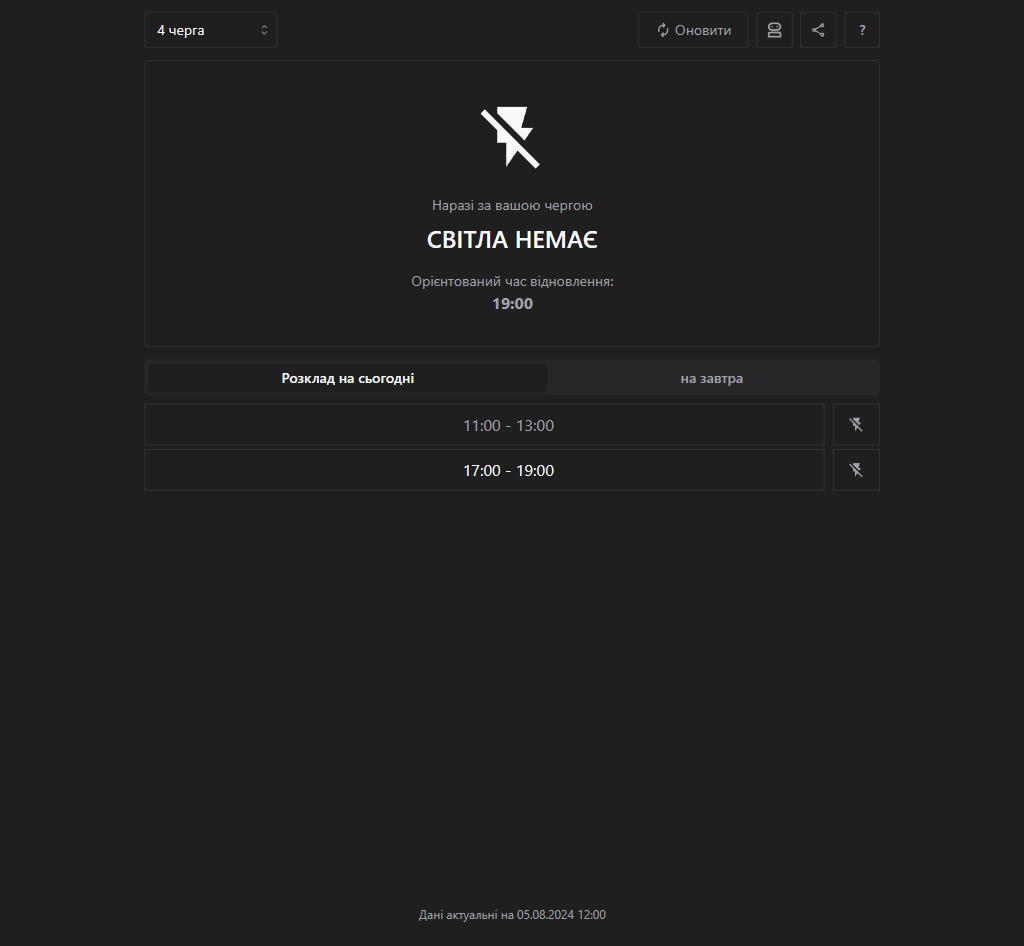 4 черга
Оновити
?
Наразі за вашою чергою
СВІТЛА НЕМАЄ
Орієнтований час відновлення:
19:00
Розклад на сьогодні
на завтра
11:00 - 13:00
17:00 - 19:00
Дані актуальні на 05.08.2024 12:00